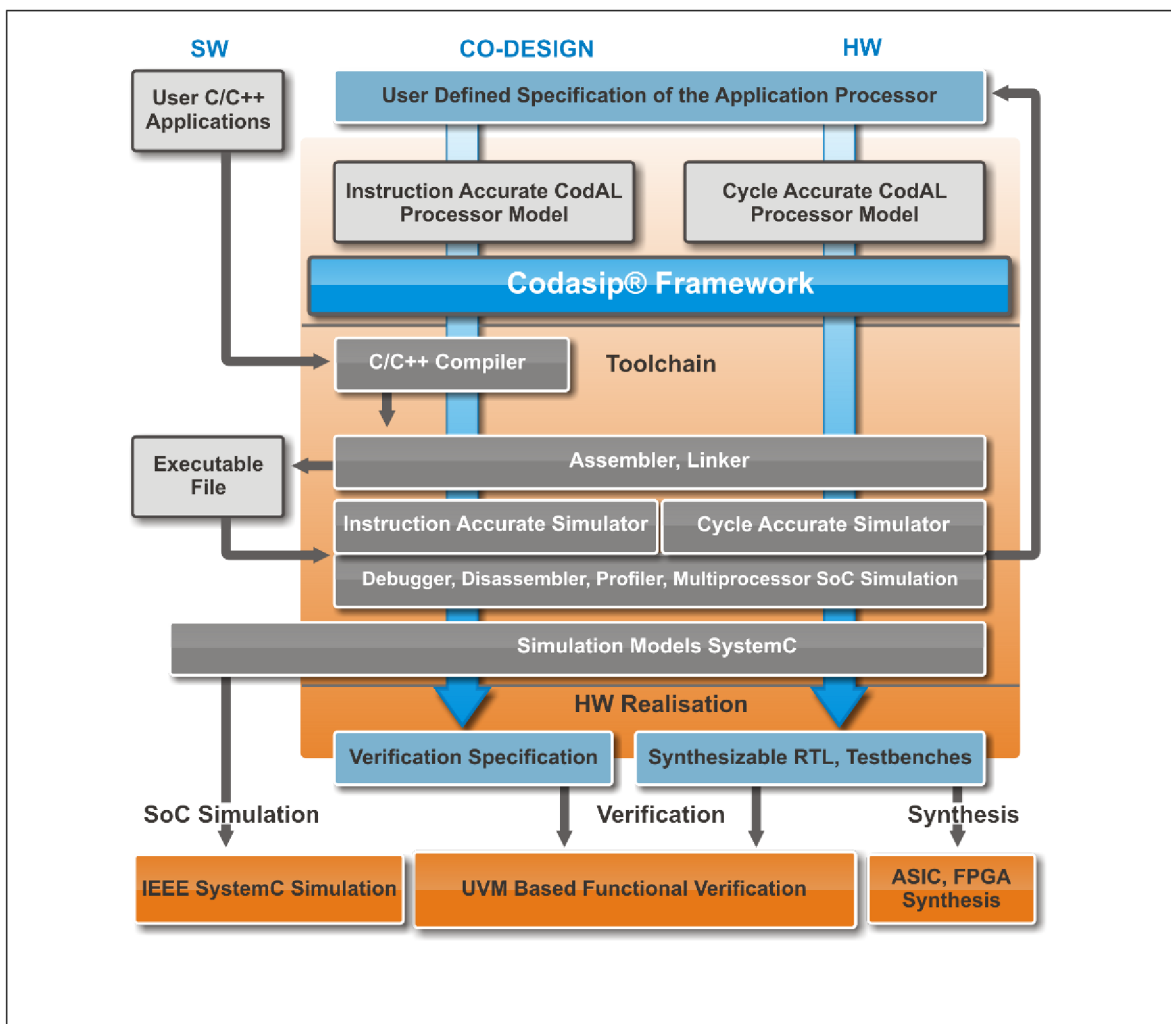 SW
CO-DESIGN
HW
User C/C++
Applications
User Defined Specification of the Application Processor
Instruction Accurate CodAL
Processor Model
Cycle Accurate CodAL
Processor Model
Codasip® Framework
C/C++ Compiler
Toolchain
Executable
File
Assembler, Linker
Instruction Accurate Simulator
Cycle Accurate Simulator
Debugger, Disassembler, Profiler, Multiprocessor SoC Simulation
Simulation Models SystemC
HW Realisation
Verification Specification
Synthesizable RTL, Testbenches
SoC Simulation
Verification
Synthesis
IEEE SystemC Simulation
UVM Based Functional Verification
ASIC, FPGA
Synthesis